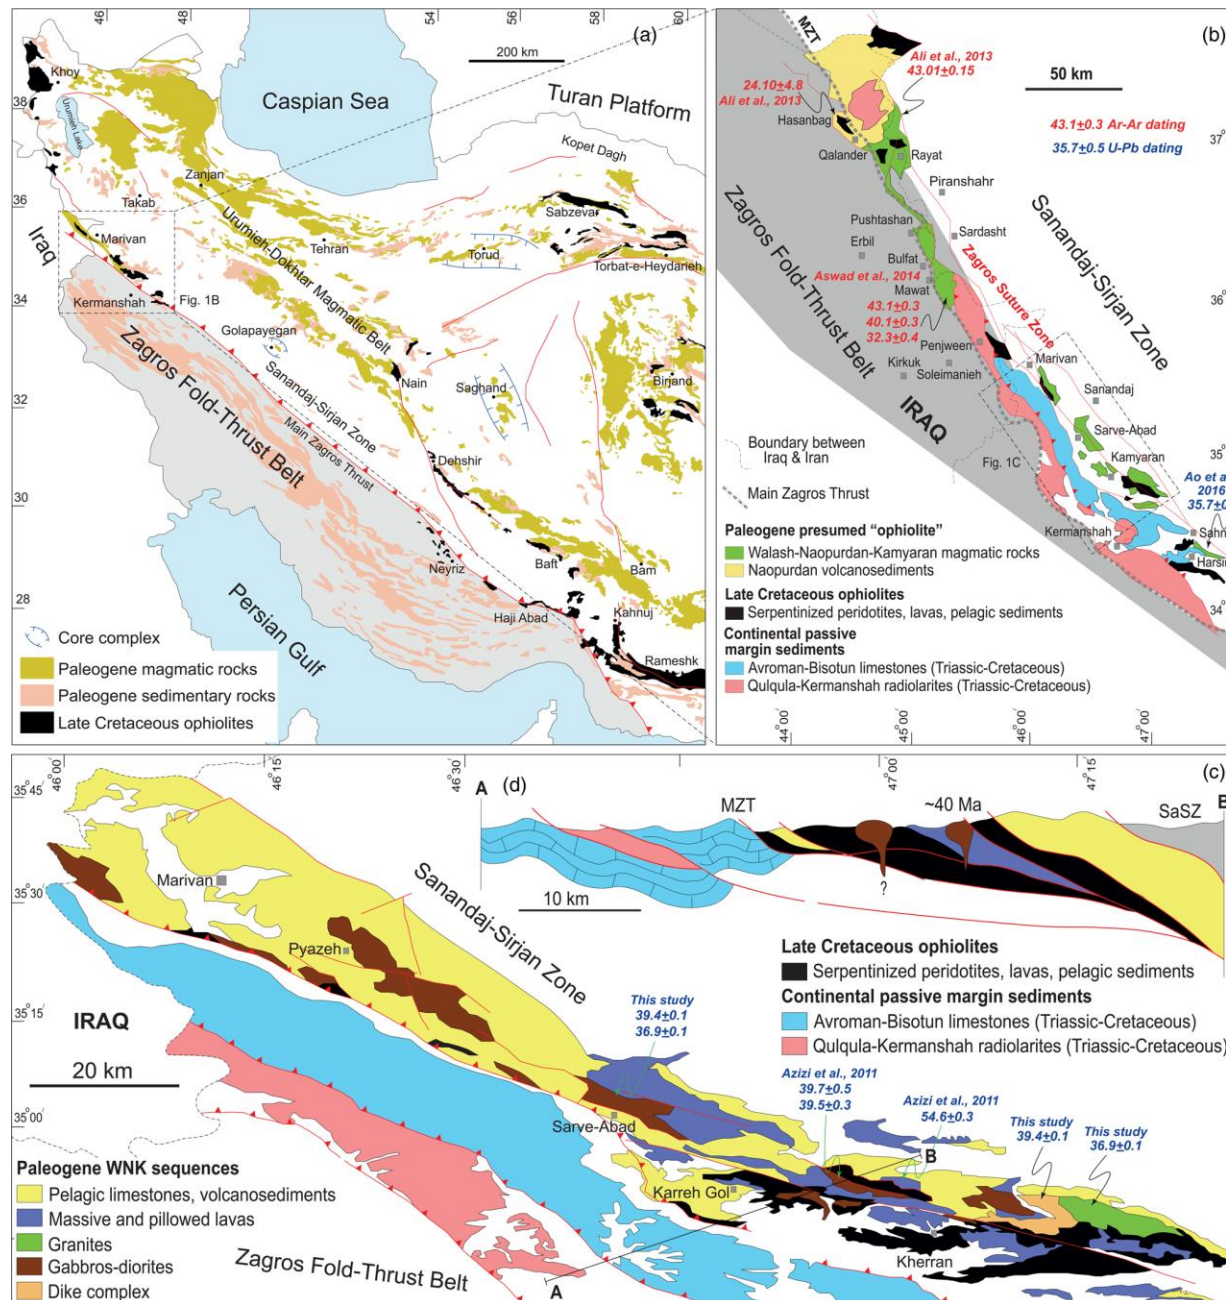 46
48
52
54
56
58
60
(a)
200 km
Khoy
38
Urumieh Lake
Caspian Sea
Turan Platform
Kopet Dagh
Zanjan
36
Takab
Urumieh-Dokhtar Magmatic Belt
Tehran
Torud
Sabzevar
Torbat-e-Heydarieh
Iraq
Marivan
34
Kermanshah
Fig. 1B
Golapayegan
Zagros Fold-Thrust Belt
Sanandaj-Sirjan Zone
Main Zagros Thrust
Nain
Saghand
Birjand
32
Dehshir
30
Neyriz
Baft
Bam
28
Persian Gulf
Haji Abad
Kahnuj
Rameshk
Core complex
Paleogene magmatic rocks
Paleogene sedimentary rocks
Late Cretaceous ophiolites
(b)
MZT
Ali et al., 2013
43.01±0.15
50 km
24.10±4.8
Ali et al., 2013
Hasanbag
43.1±0.3 Ar-Ar dating
35.7±0.5 U-Pb dating
37°
Qalander
Rayat
Piranshahr
Zagros Fold-Thrust Belt
Sanandaj-Sirjan Zone
Pushtashan
Erbil
Sardasht
Bulfat
Zagros Suture Zone
Aswad et al., 2014
Mawat
36°
43.1±0.3
40.1±0.3
32.3±0.4
Penjween
Kirkuk
Soleimanieh
Marivan
Sanandaj
IRAQ
Sarve-Abad
Boundary between
Iraq & Iran
Fig. 1C
Kamyaran
35°
Ao et a
2016
35.7±0.
Main Zagros Thrust
Kermanshah
Sahn
Harsin
Paleogene presumed “ophiolite”
Walash-Naopurdan-Kamyaran magmatic rocks
Naopurdan volcanosediments
Late Cretaceous ophiolites
Serpentinized peridotites, lavas, pelagic sediments
34°
Continental passive
margin sediments
Avroman-Bisotun limestones (Triassic-Cretaceous)
Qulqula-Kermanshah radiolarites (Triassic-Cretaceous)
44°00
45°00
46°00
47°00
46°00
46°15
46°30
47°00
47°15
(c)
(d)
A
MZT
~40 Ma
SaSZ
B
?
10 km
35°45
35°30
Marivan
Pyazeh
Sanandaj-Sirjan Zone
35°15
IRAQ
20 km
This study
39.4±0.1
36.9±0.1
Late Cretaceous ophiolites
Serpentinized peridotites, lavas, pelagic sediments
Continental passive margin sediments
Avroman-Bisotun limestones (Triassic-Cretaceous)
Qulqula-Kermanshah radiolarites (Triassic-Cretaceous)
Azizi et al., 2011
39.7±0.5
39.5±0.3
Azizi et al., 2011
54.6±0.3
This study
39.4±0.1
This study
36.9±0.1
35°00
Sarve-Abad
B
Karreh Gol
Kherran
A
Zagros Fold-Thrust Belt
Paleogene WNK sequences
Pelagic limestones, volcanosediments
Massive and pillowed lavas
Granites
Gabbros-diorites
Dike complex